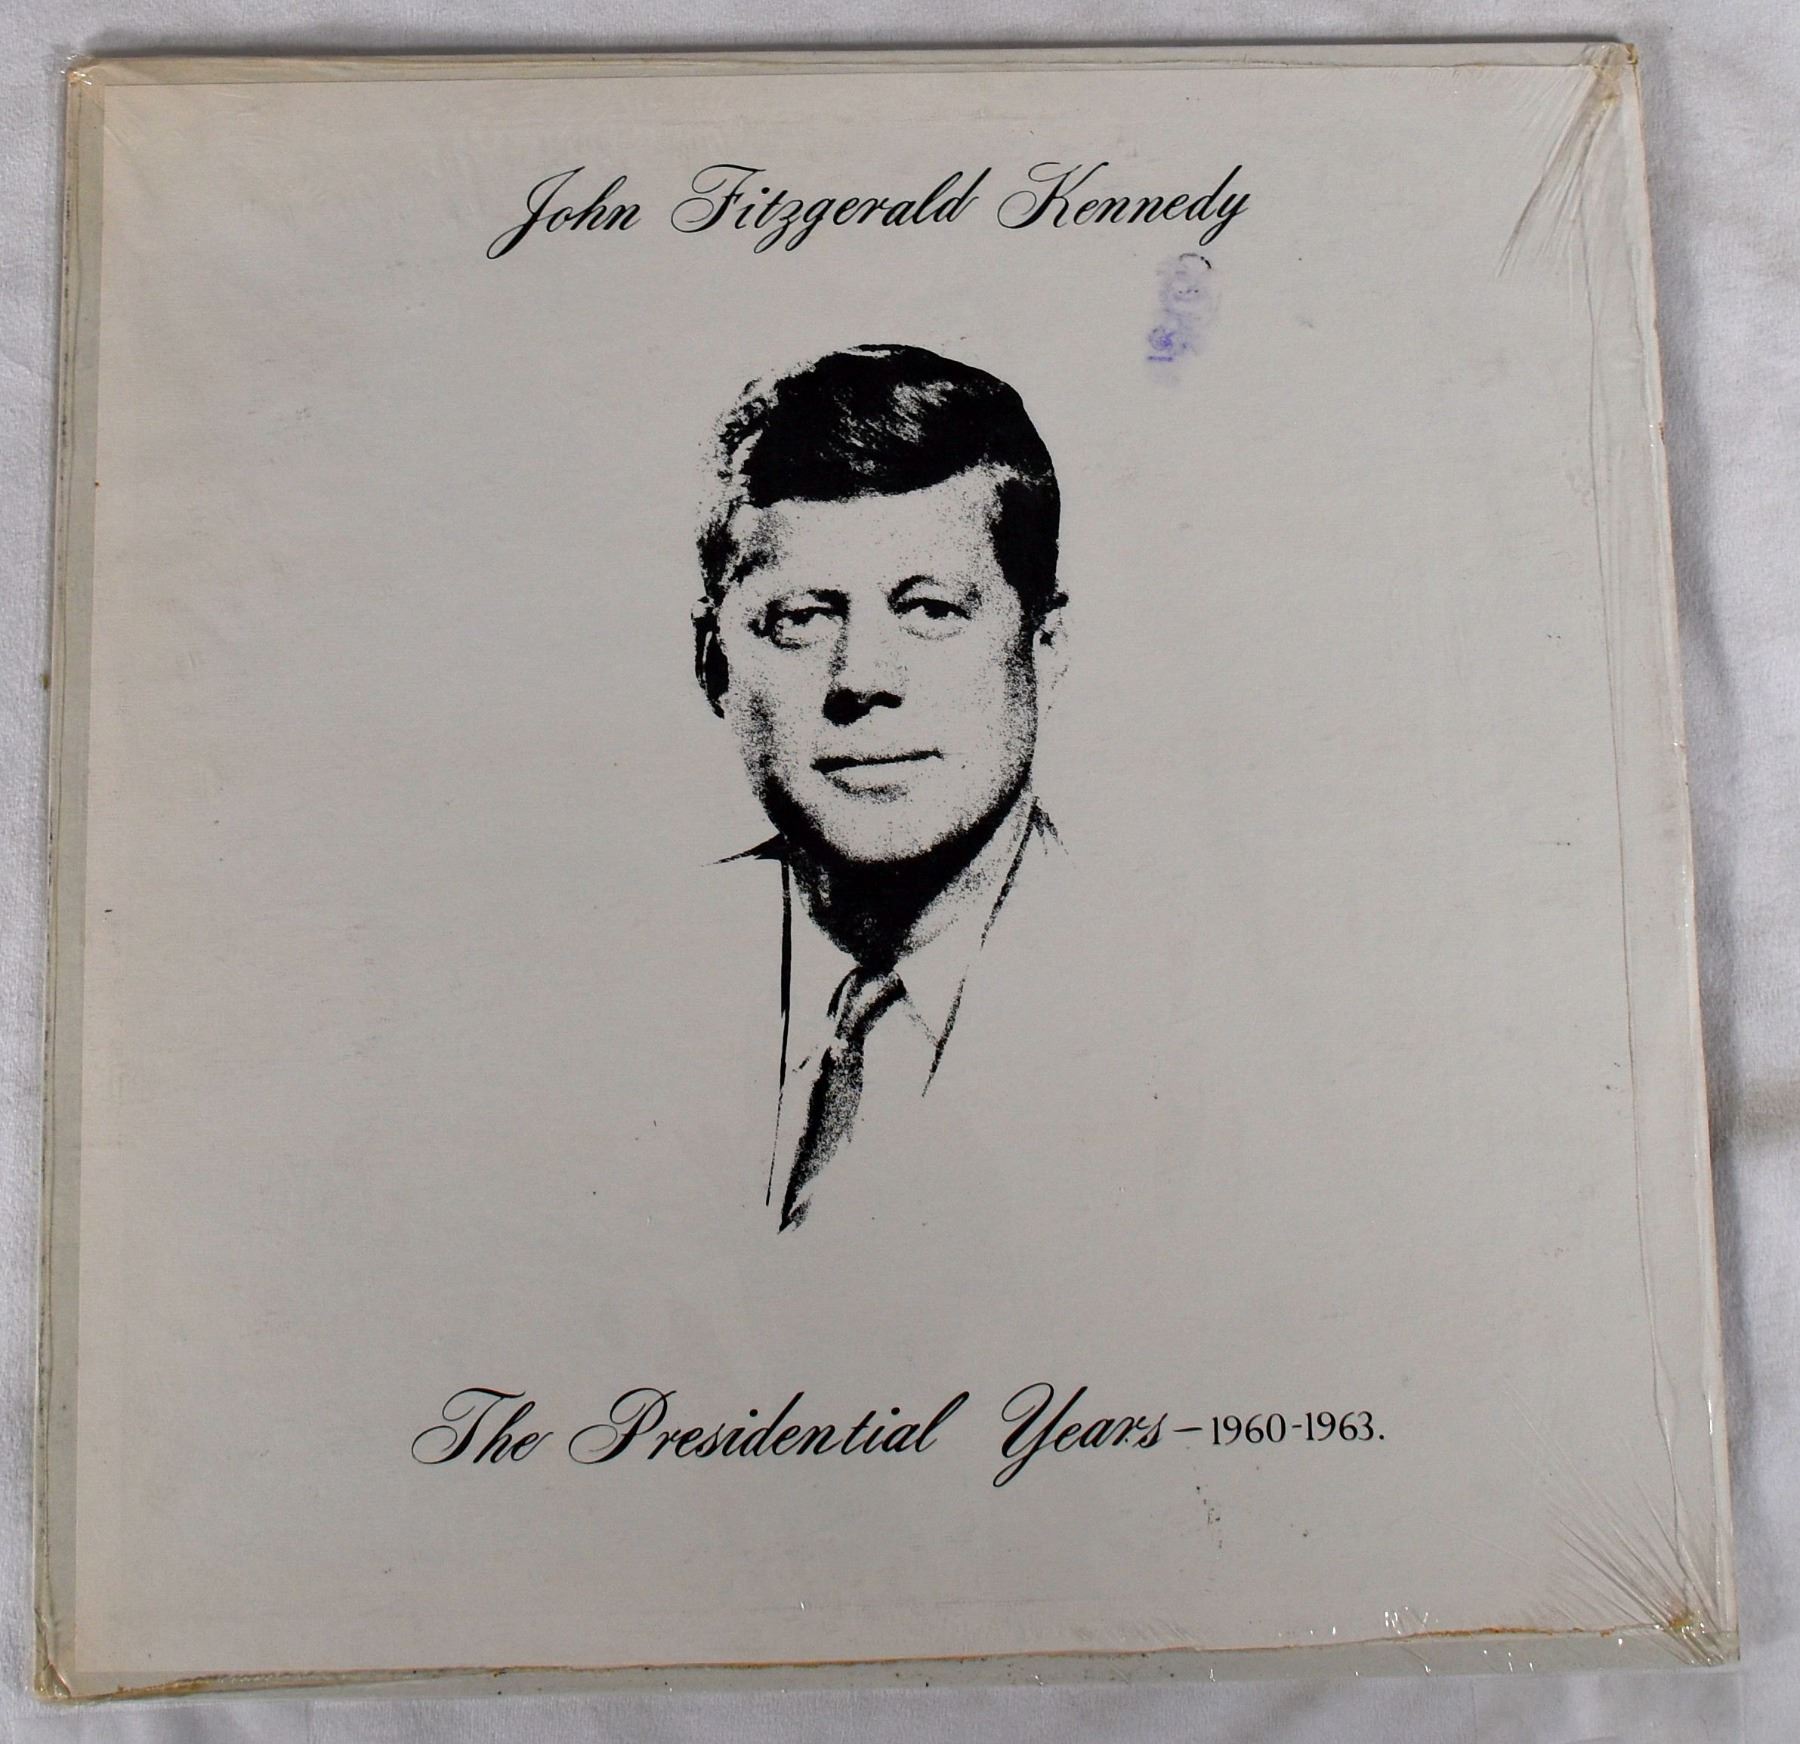 John Fitzgerald Kennedy
The Presidential Years – 1960-1963.